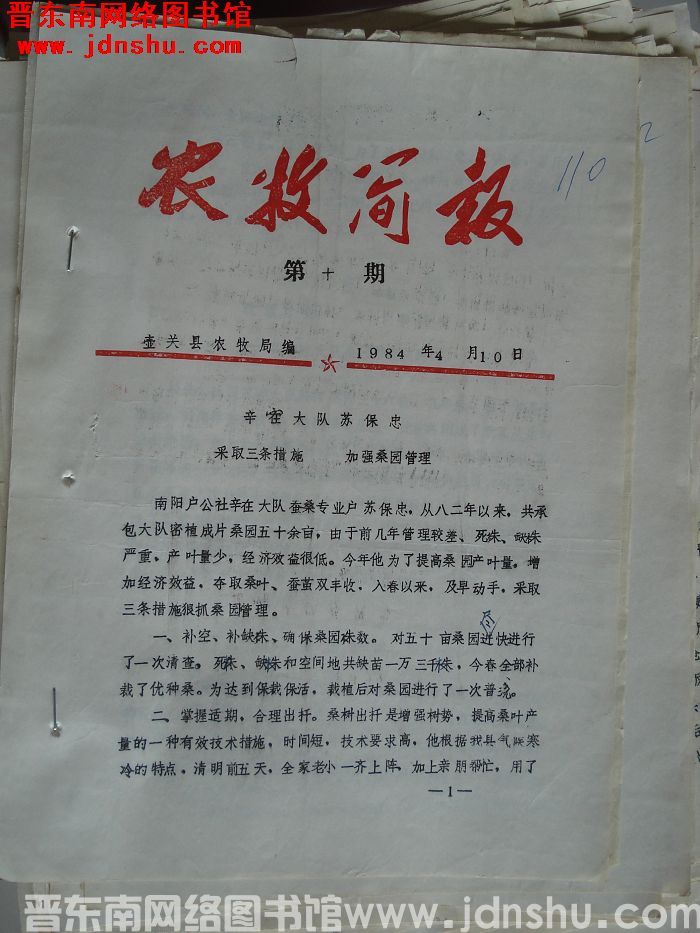 晋东南网络图书馆
www.jdnshu.com
110
2
农牧简报
第十期
壶关县农牧局编 1984年4月10日
辛在大队苏保忠
采取三条措施 加强桑园管理
南阳户公社辛在大队蚕桑专业户苏保忠，从八二年以来，共承
包大队密植成片桑园五十余亩，由于前几年管理较差、死株、缺株
严重，产叶量少，经济效益很低。今年他为了提高桑园产叶量，增
加经济效益，夺取桑叶、蚕茧双丰收，入春以来，及早动手，采取
三条措施狠抓桑园管理。
一、补空、补缺株、确保桑园株数。对五十亩桑园进快进行
了一次清查，死株、缺株和空间地共缺苗一万三千株，今春全部补
栽了优种桑。为达到保栽保活，栽植后对桑园进行了一次普浇。
二、掌握适期，合理出扦。桑树出扦是增强树势，提高桑叶产
量的一种有效技术措施，时间短，技术要求高，他根据我县气候寒
冷的特点，清明前五天，全家老小一齐上阵，加上亲朋帮忙，用了
—1—
晋东南网络图书馆www.jdnshu.com